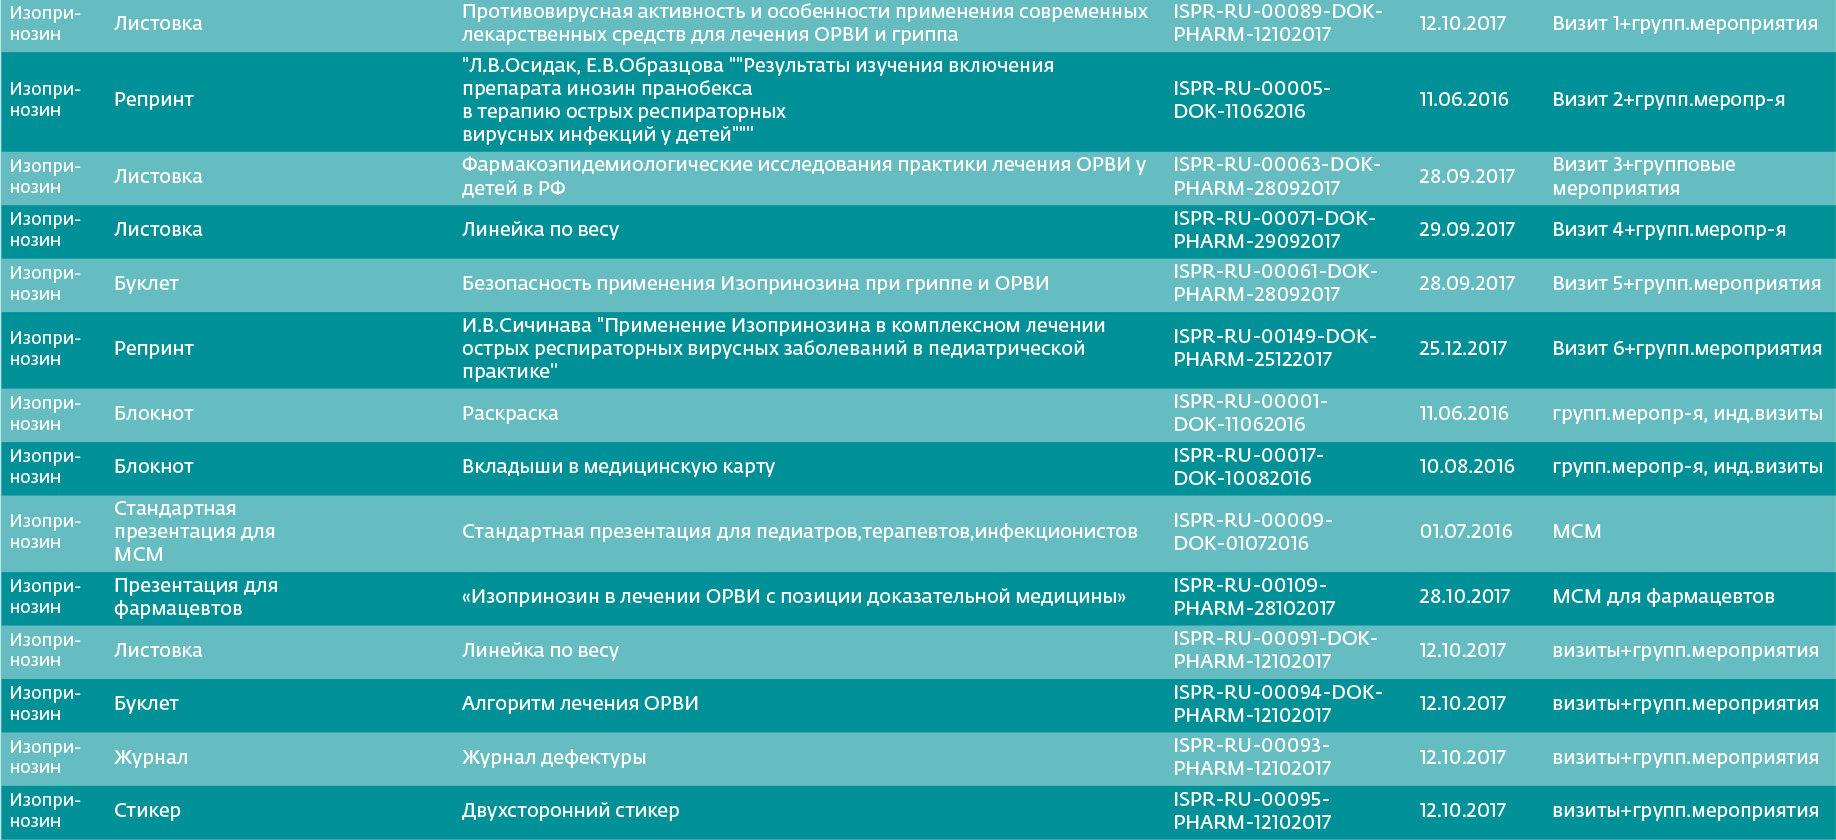 Изопри-
нозин
Листовка
Противовирусная активность и особенности применения современных
лекарственных средств для лечения ОРВИ и гриппа
ISPR-RU-00089-DOK-
PHARM-12102017
12.10.2017
Визит 1+групп.мероприятия
Изопри-
нозин
Репринт
"Л.В.Осидак, Е.В.Образцова ""Результаты изучения включения
препарата инозин пранобекса
в терапию острых респираторных
вирусных инфекций у детей"""
ISPR-RU-00005-
DOK-11062016
11.06.2016
Визит 2+групп.меропр-я
Изопри-
нозин
Листовка
Фармакоэпидемиологические исследования практики лечения ОРВИ у
детей в РФ
ISPR-RU-00063-DOK-
PHARM-28092017
28.09.2017
Визит 3+групповые
мероприятия
Изопри-
нозин
Листовка
Линейка по весу
ISPR-RU-00071-DOK-
PHARM-29092017
29.09.2017
Визит 4+групп.меропр-я
Изопри-
нозин
Буклет
Безопасность применения Изопринозина при гриппе и ОРВИ
ISPR-RU-00061-DOK-
PHARM-28092017
28.09.2017
Визит 5+групп.мероприятия
Изопри-
нозин
Репринт
И.В.Сичинава "Применение Изопринозина в комплексном лечении
острых респираторных вирусных заболеваний в педиатрической
практике"
ISPR-RU-00149-DOK-
PHARM-25122017
25.12.2017
Визит 6+групп.мероприятия
Изопри-
нозин
Блокнот
Раскраска
ISPR-RU-00001-
DOK-11062016
11.06.2016
групп.меропр-я, инд.визиты
Изопри-
нозин
Блокнот
Вкладыши в медицинскую карту
ISPR-RU-00017-
DOK-10082016
10.08.2016
групп.меропр-я, инд.визиты
Изопри-
нозин
Стандартная
презентация для
МСМ
Стандартная презентация для педиатров,терапевтов,инфекционистов
ISPR-RU-00009-
DOK-01072016
01.07.2016
МСМ
Изопри-
нозин
Презентация для
фармацевтов
«Изопринозин в лечении ОРВИ с позиции доказательной медицины»
ISPR-RU-00109-
PHARM-28102017
28.10.2017
МСМ для фармацевтов
Изопри-
нозин
Листовка
Линейка по весу
ISPR-RU-00091-DOK-
PHARM-12102017
12.10.2017
визиты+групп.мероприятия
Изопри-
нозин
Буклет
Алгоритм лечения ОРВИ
ISPR-RU-00094-DOK-
PHARM-12102017
12.10.2017
визиты+групп.мероприятия
Изопри-
нозин
Журнал
Журнал дефектуры
ISPR-RU-00093-
PHARM-12102017
12.10.2017
визиты+групп.мероприятия
Изопри-
нозин
Стикер
Двухсторонний стикер
ISPR-RU-00095-
PHARM-12102017
12.10.2017
визиты+групп.мероприятия